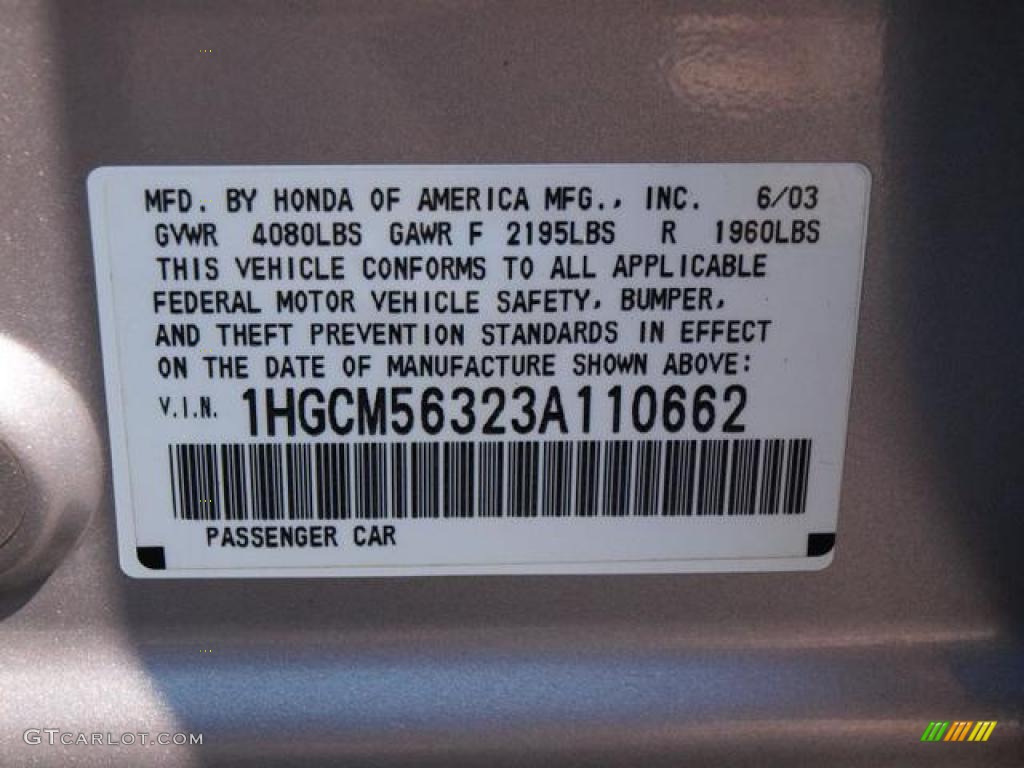 MFD. BY HONDA OF AMERICA MFG., INC. 6/03
GVWR 4080LBS GAWR F 2195LBS R 1960LBS
THIS VEHICLE CONFORMS TO ALL APPLICABLE
FEDERAL MOTOR VEHICLE SAFETY, BUMPER,
AND THEFT PREVENTION STANDARDS IN EFFECT
ON THE DATE OF MANUFACTURE SHOWN ABOVE:
V.I.N. 1HGCM56323A110662
PASSENGER CAR
GTCARLOT.COM